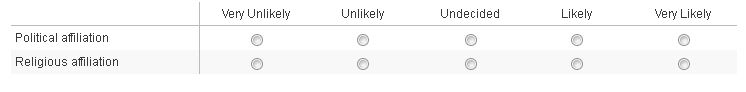 Very Unlikely Unlikely Undecided Likely Very Likely
Political affiliation
Religious affiliation